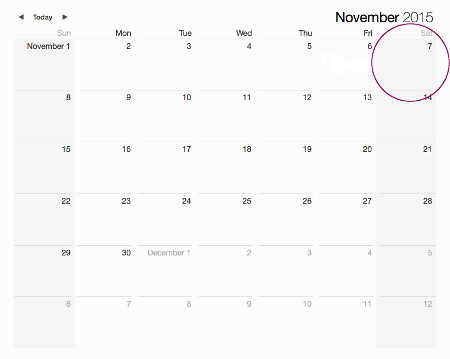 ◀ Today ▶
November 2015
Sun Mon Tue Wed Thu Fri Sat
November 1 2 3 4 5 6 7
8 9 10 11 12 13 14
15 16 17 18 19 20 21
22 23 24 25 26 27 28
29 30 December 1 2 3 4 5
6 7 8 9 10 11 12